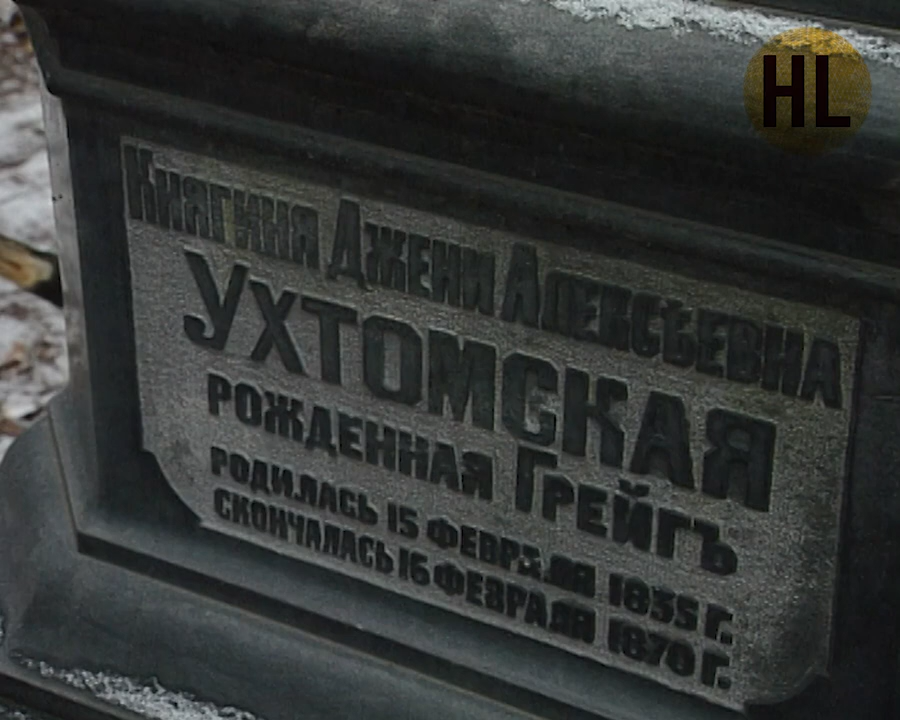 HL
Княгиня Джени Алексѣевна
Ухтомская
рожденная Грейгъ
родилась 15 февраля 1835 г.
скончалась 16 февраля 1870 г.